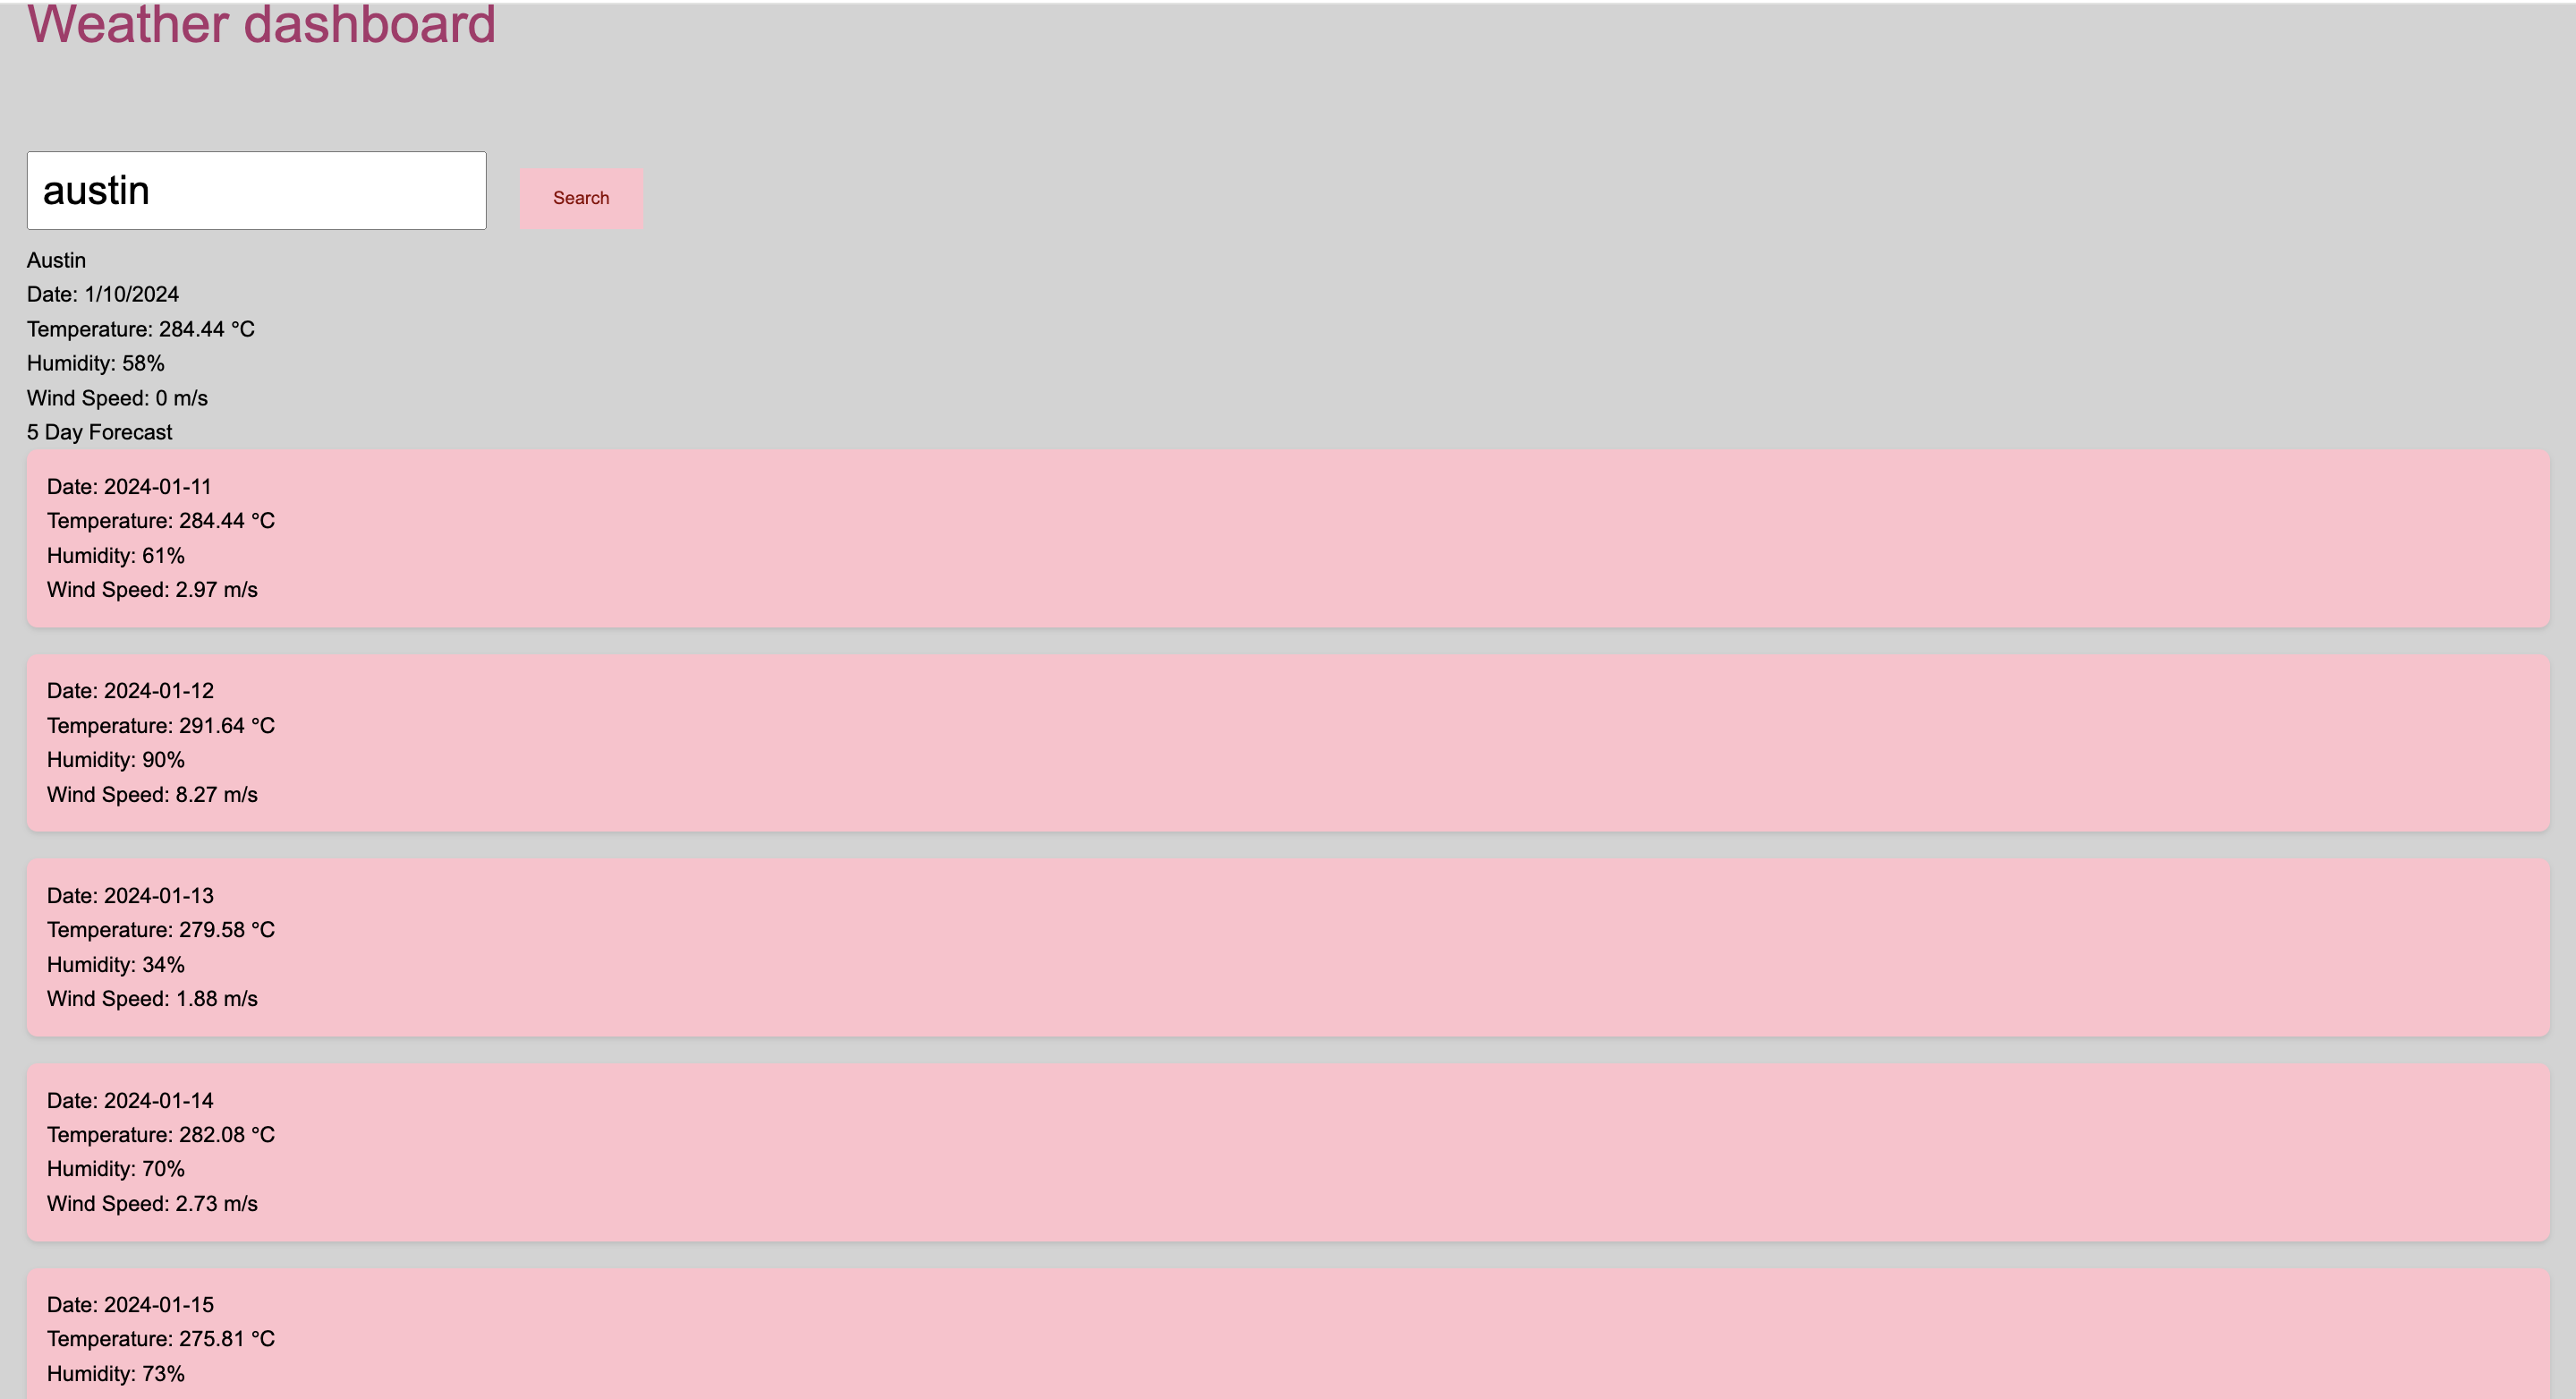 Weather dashboard
austin
Search
Austin
Date: 1/10/2024
Temperature: 284.44 °C
Humidity: 58%
Wind Speed: 0 m/s
5 Day Forecast
Date: 2024-01-11
Temperature: 284.44 °C
Humidity: 61%
Wind Speed: 2.97 m/s
Date: 2024-01-12
Temperature: 291.64 °C
Humidity: 90%
Wind Speed: 8.27 m/s
Date: 2024-01-13
Temperature: 279.58 °C
Humidity: 34%
Wind Speed: 1.88 m/s
Date: 2024-01-14
Temperature: 282.08 °C
Humidity: 70%
Wind Speed: 2.73 m/s
Date: 2024-01-15
Temperature: 275.81 °C
Humidity: 73%